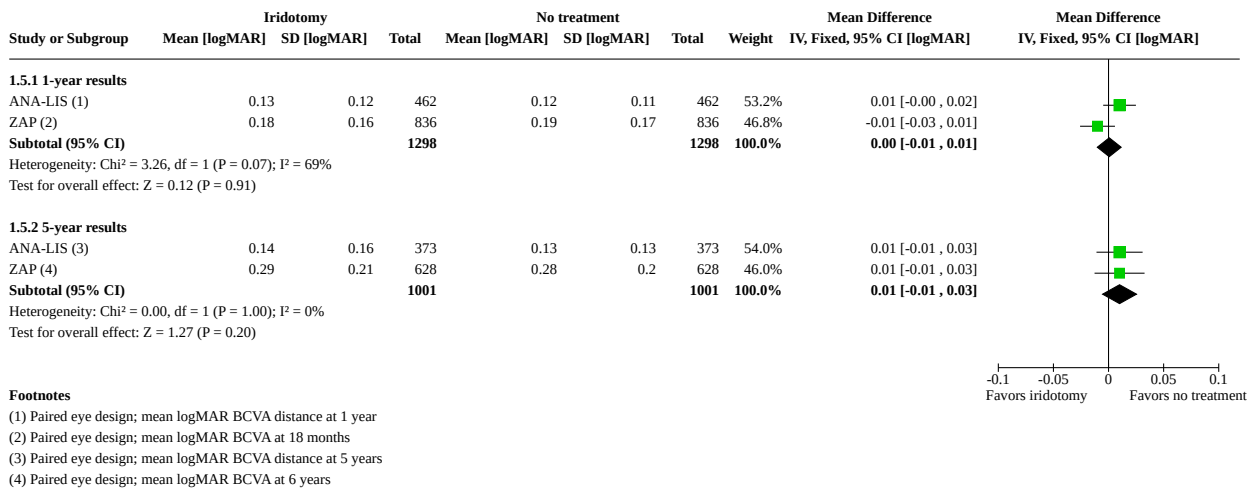 Iridotomy No treatment Mean Difference Mean Difference
Study or Subgroup Mean [logMAR] SD [logMAR] Total Mean [logMAR] SD [logMAR] Total Weight IV, Fixed, 95% CI [logMAR] IV, Fixed, 95% CI [logMAR]
1.5.1 1-year results
ANA-LIS (1) 0.13 0.12 462 0.12 0.11 462 53.2% 0.01 [-0.00 , 0.02]
ZAP (2) 0.18 0.16 836 0.19 0.17 836 46.8% -0.01 [-0.03 , 0.01]
Subtotal (95% CI) 1298 1298 100.0% 0.00 [-0.01 , 0.01]
Heterogeneity: Chi² = 3.26, df = 1 (P = 0.07); I² = 69%
Test for overall effect: Z = 0.12 (P = 0.91)
1.5.2 5-year results
ANA-LIS (3) 0.14 0.16 373 0.13 0.13 373 54.0% 0.01 [-0.01 , 0.03]
ZAP (4) 0.29 0.21 628 0.28 0.2 628 46.0% 0.01 [-0.01 , 0.03]
Subtotal (95% CI) 1001 1001 100.0% 0.01 [-0.01 , 0.03]
Heterogeneity: Chi² = 0.00, df = 1 (P = 1.00); I² = 0%
Test for overall effect: Z = 1.27 (P = 0.20)
-0.1 -0.05 0 0.05 0.1
Favors iridotomy Favors no treatment
Footnotes
(1) Paired eye design; mean logMAR BCVA distance at 1 year
(2) Paired eye design; mean logMAR BCVA at 18 months
(3) Paired eye design; mean logMAR BCVA distance at 5 years
(4) Paired eye design; mean logMAR BCVA at 6 years